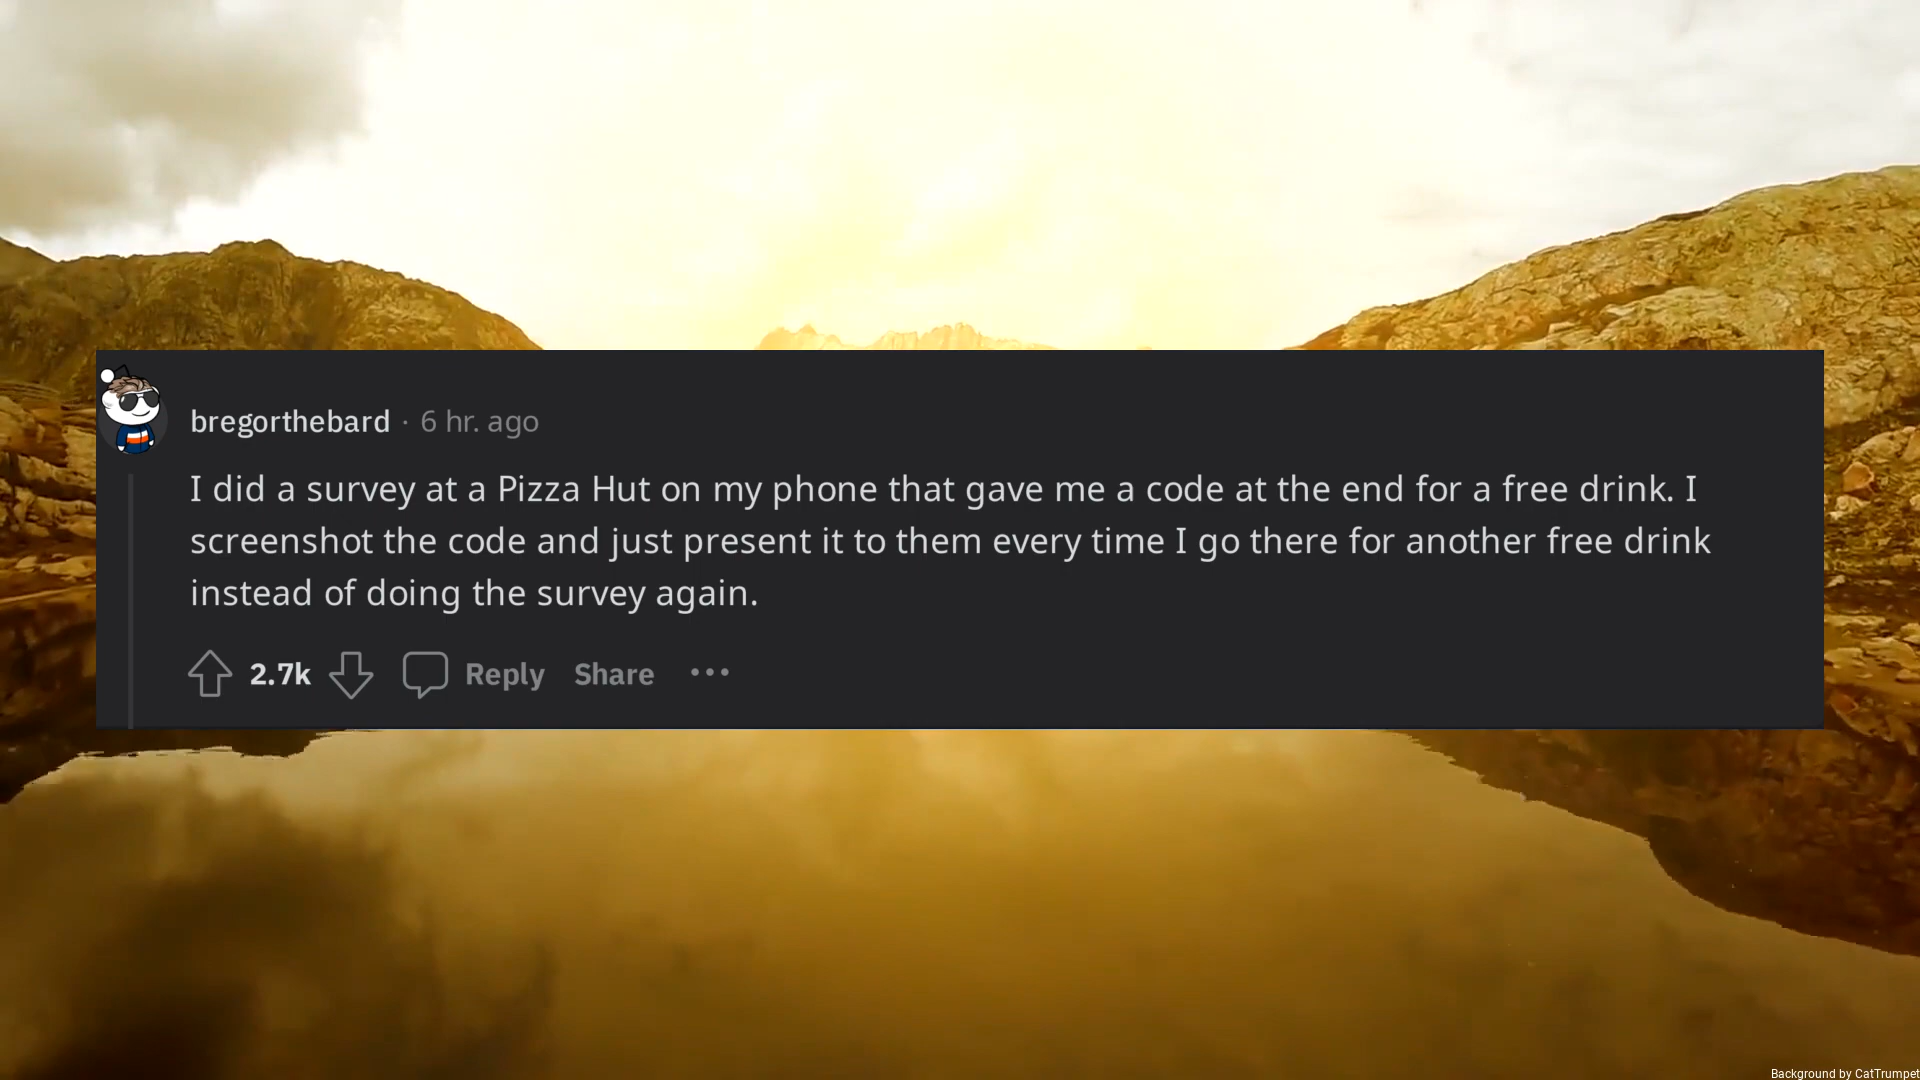 bregorthebard · 6 hr. ago
I did a survey at a Pizza Hut on my phone that gave me a code at the end for a free drink. I
screenshot the code and just present it to them every time I go there for another free drink
instead of doing the survey again.
2.7k Reply Share ···
Background by CatTrumpet